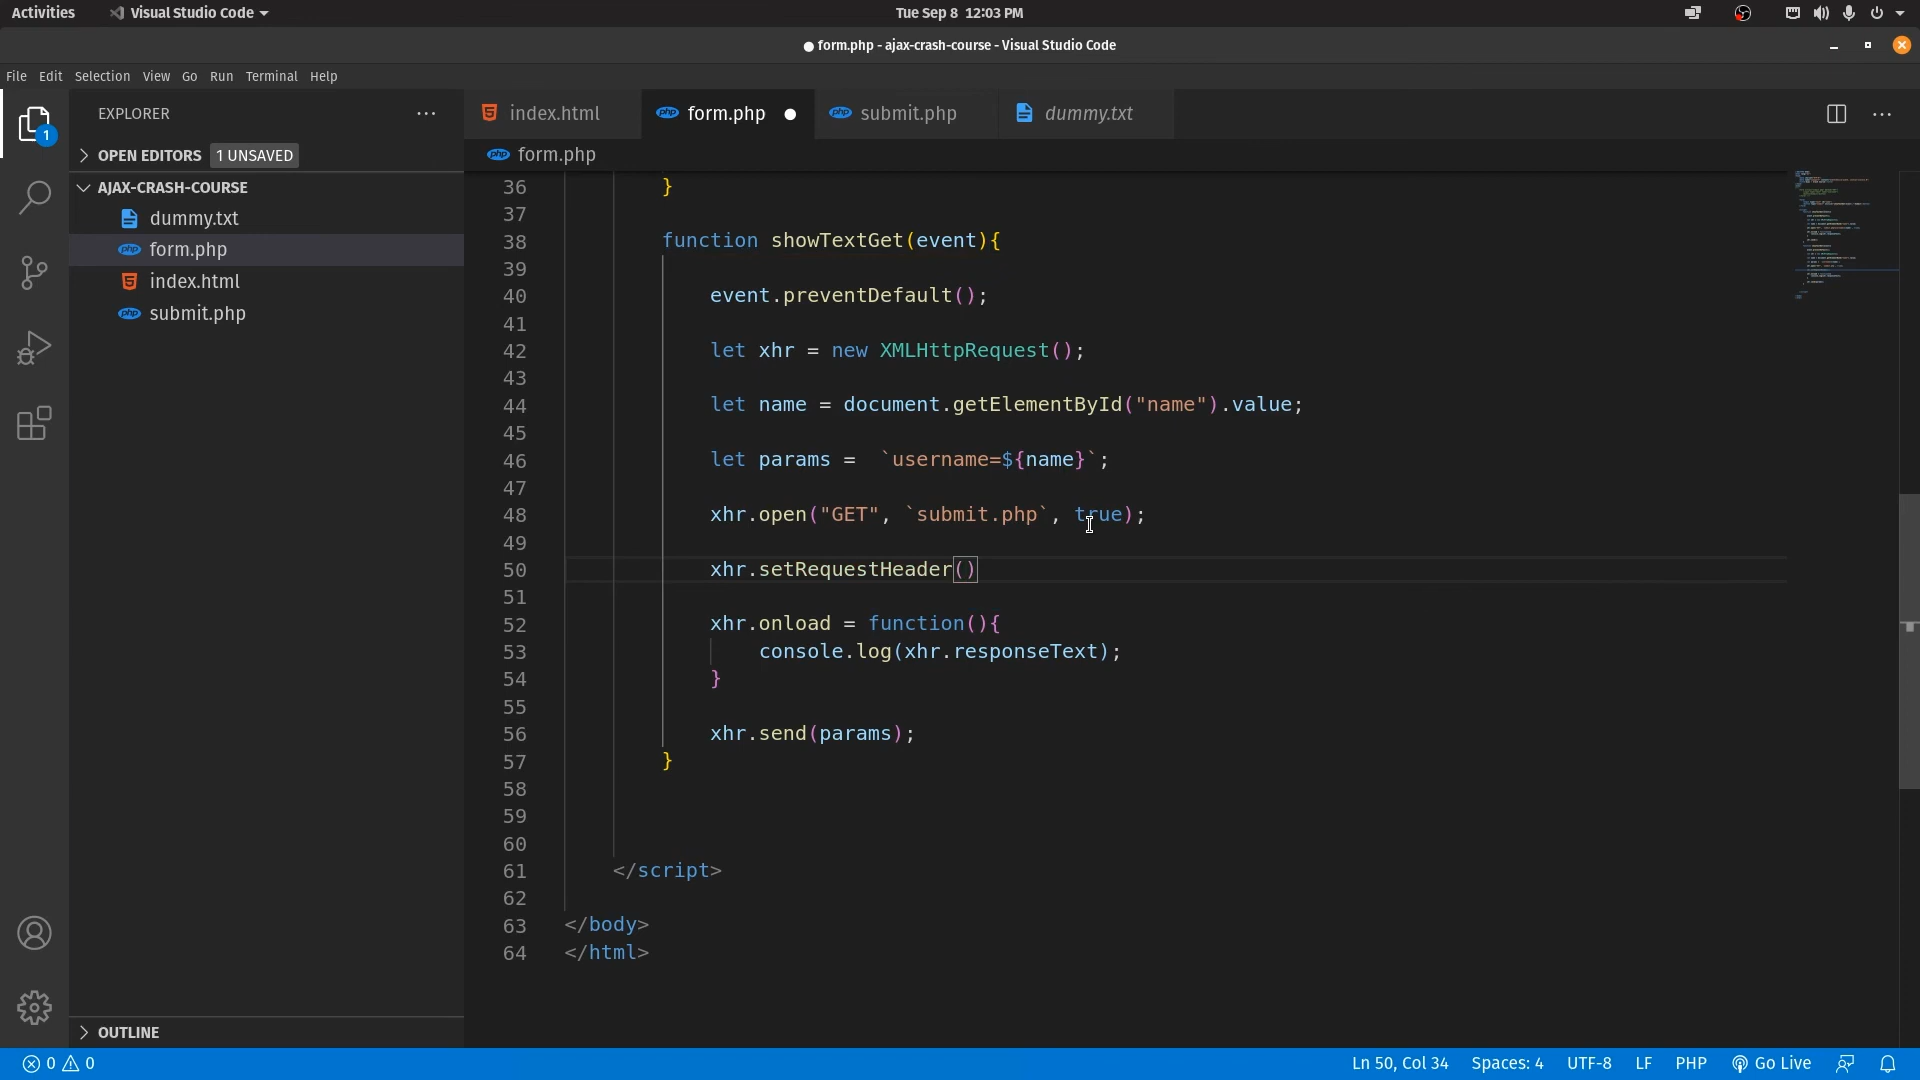 Activities
Visual Studio Code
Tue Sep 8 12:03 PM
● form.php - ajax-crash-course - Visual Studio Code
File Edit Selection View Go Run Terminal Help
EXPLORER
1
OPEN EDITORS 1 UNSAVED
AJAX-CRASH-COURSE
dummy.txt
form.php
index.html
submit.php
OUTLINE
index.html
form.php
submit.php
dummy.txt
form.php
36 }
37
38 function showTextGet(event){
39
40 event.preventDefault();
41
42 let xhr = new XMLHttpRequest();
43
44 let name = document.getElementById("name").value;
45
46 let params =  `username=${name}`;
47
48 xhr.open("GET", `submit.php`, true);
49
50 xhr.setRequestHeader()
51
52 xhr.onload = function(){
53 console.log(xhr.responseText);
54 }
55
56 xhr.send(params);
57 }
58
59
60
61 </script>
62
63 </body>
64 </html>
0 0
Ln 50, Col 34 Spaces: 4 UTF-8 LF PHP Go Live